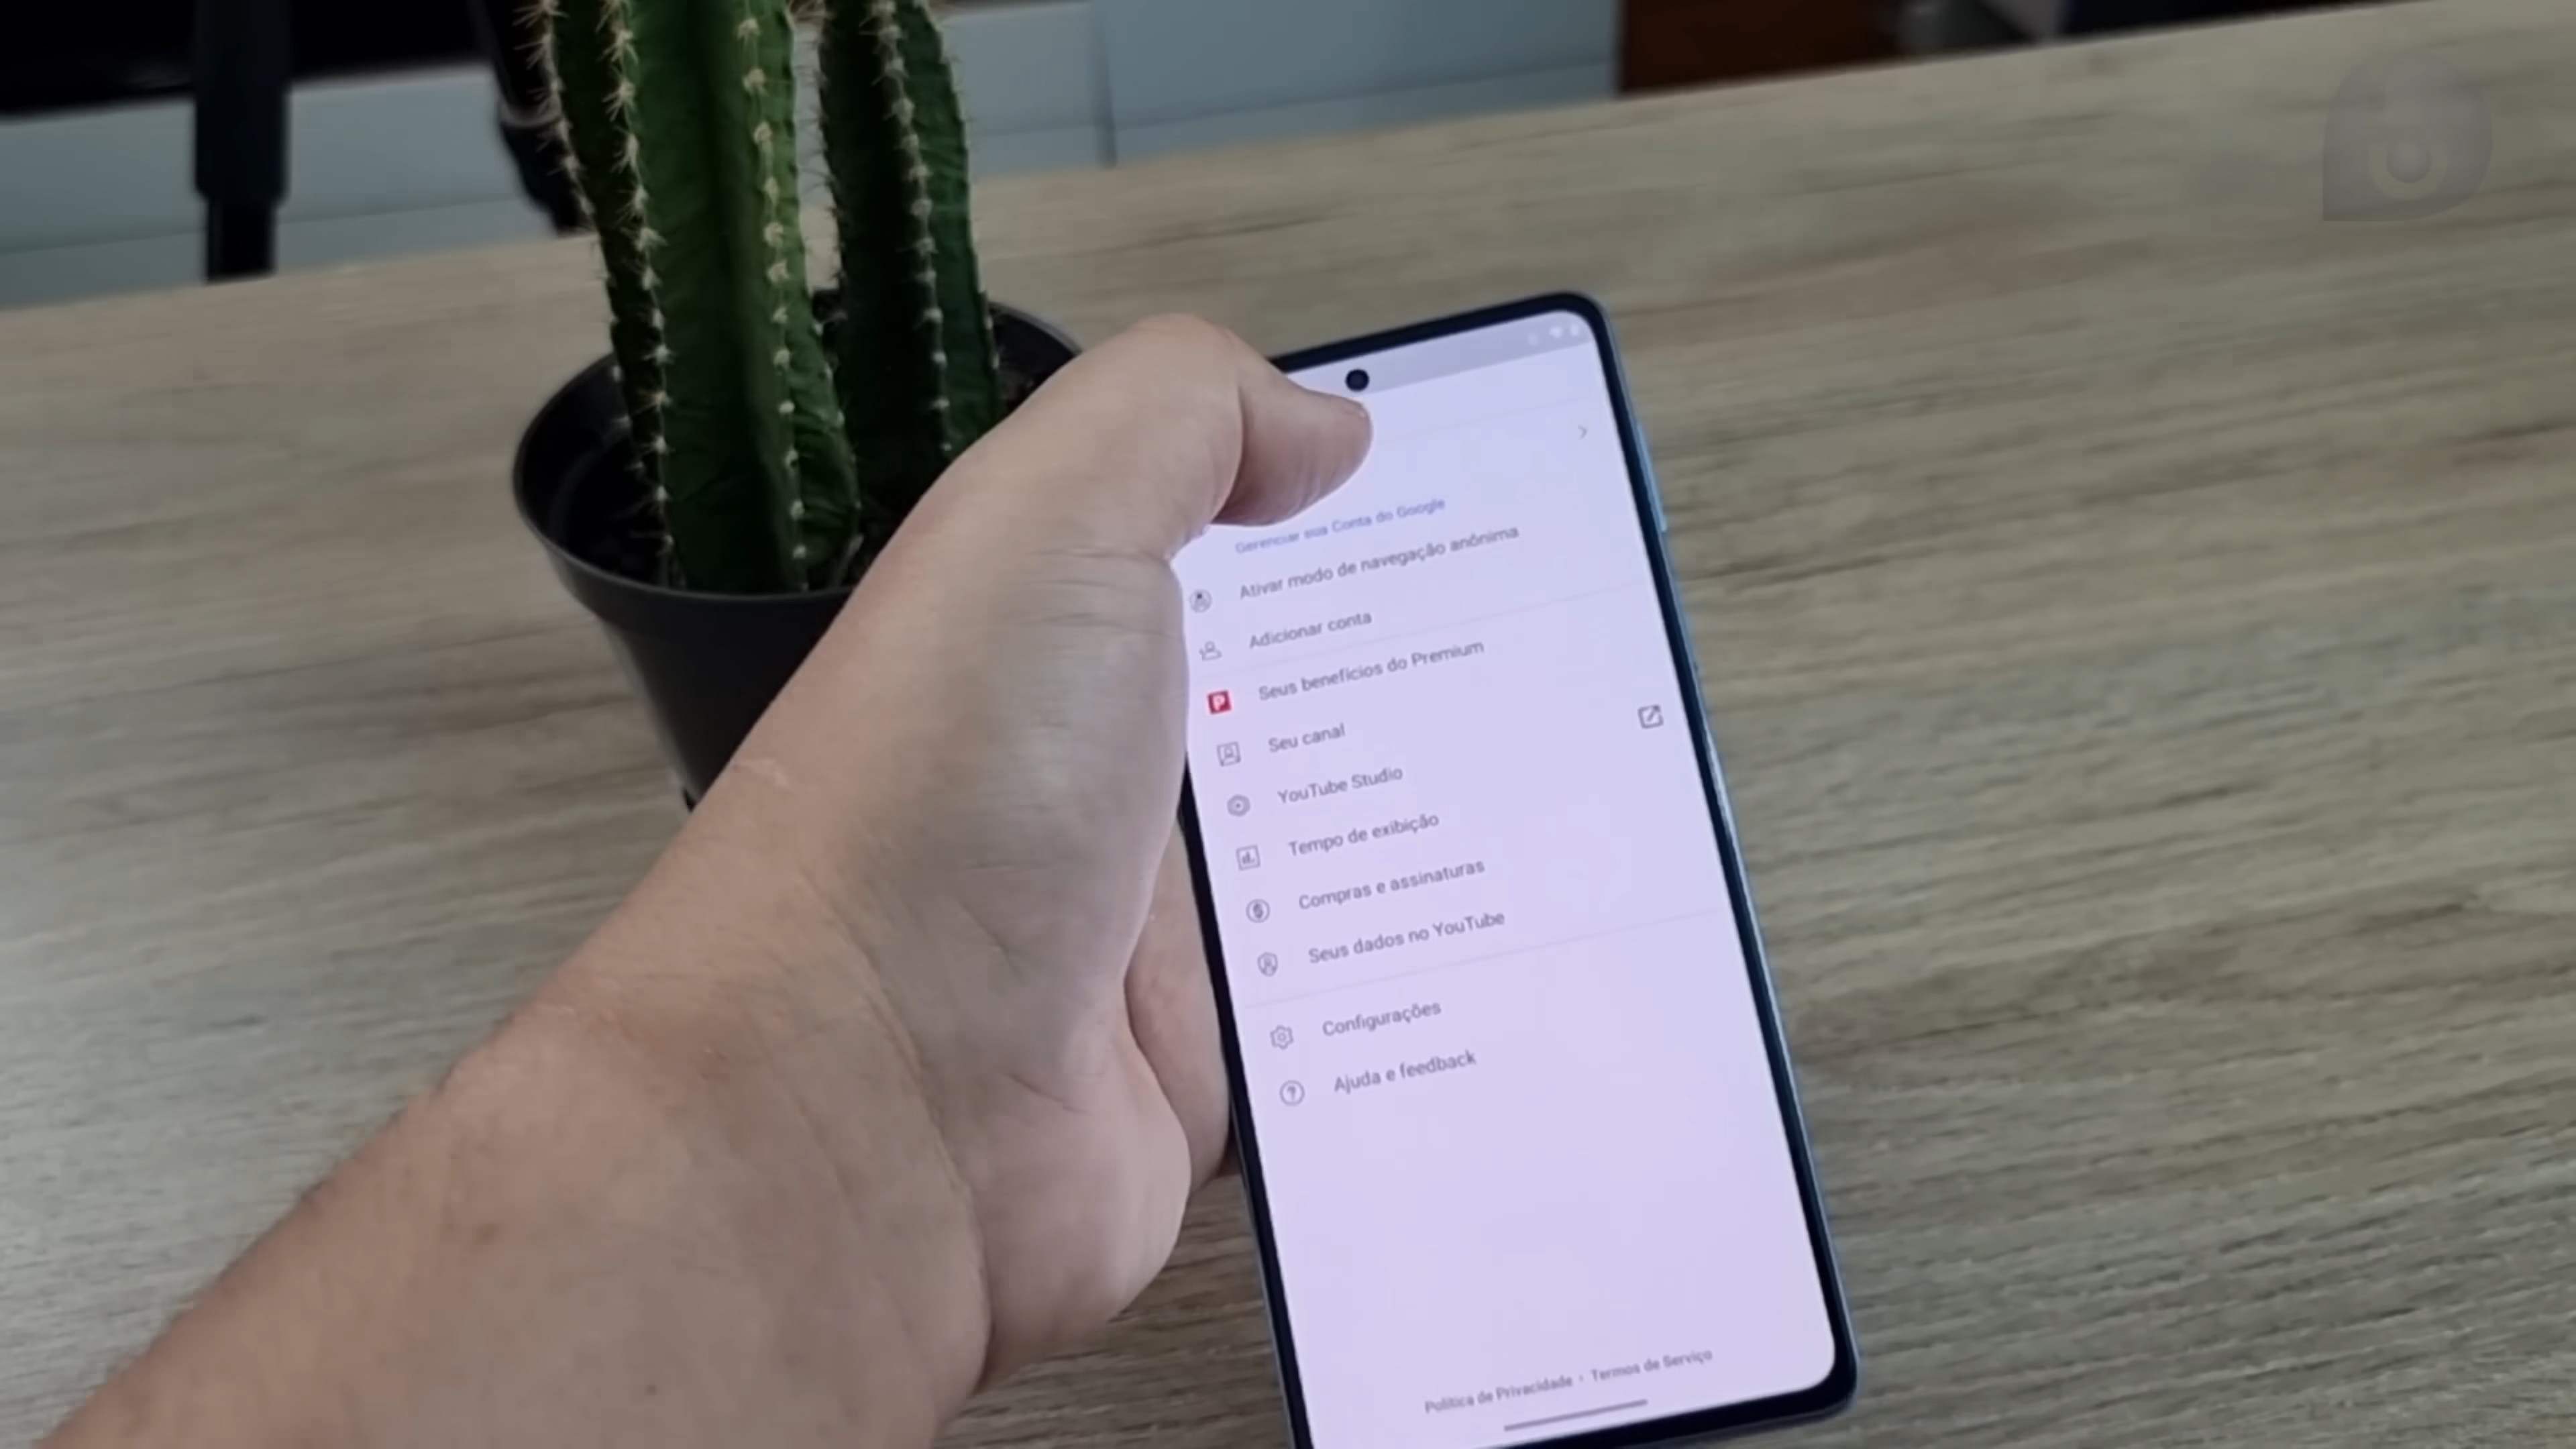 Gerenciar sua Conta do Google
Ativar modo de navegação anônima
Adicionar conta
Seus benefícios do Premium
Seu canal
YouTube Studio
Tempo de exibição
Compras e assinaturas
Seus dados no YouTube
Configurações
Ajuda e feedback
Política de Privacidade · Termos de Serviço